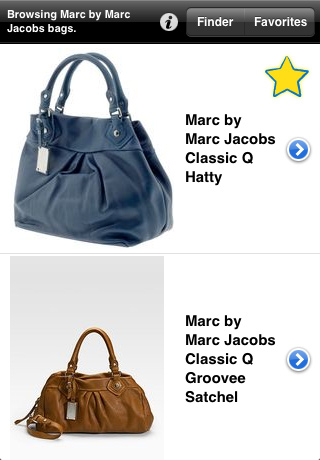 Browsing Marc by Marc
Jacobs bags.
Finder
Favorites
Marc by
Marc Jacobs
Classic Q
Hatty
Marc by
Marc Jacobs
Classic Q
Groovee
Satchel